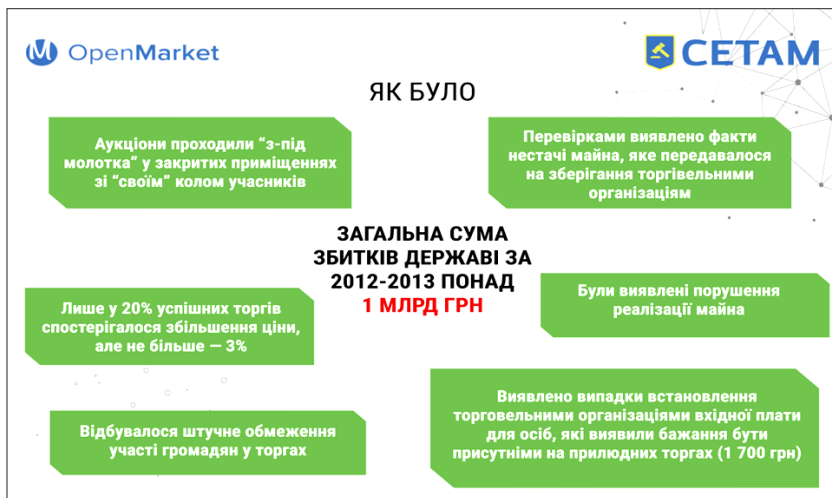 OpenMarket
СЕТАМ
ЯК БУЛО
Аукціони проходили “з-під
молотка” у закритих приміщеннях
зі “своїм” колом учасників
Перевірками виявлено факти
нестачі майна, яке передавалося
на зберігання торгівельними
організаціям
ЗАГАЛЬНА СУМА
ЗБИТКІВ ДЕРЖАВІ ЗА
2012-2013 ПОНАД
1 МЛРД ГРН
Лише у 20% успішних торгів
спостерігалося збільшення ціни,
але не більше — 3%
Були виявлені порушення
реалізації майна
Відбувалося штучне обмеження
участі громадян у торгах
Виявлено випадки встановлення
торговельними організаціями вхідної плати
для осіб, які виявили бажання бути
присутніми на прилюдних торгах (1 700 грн)